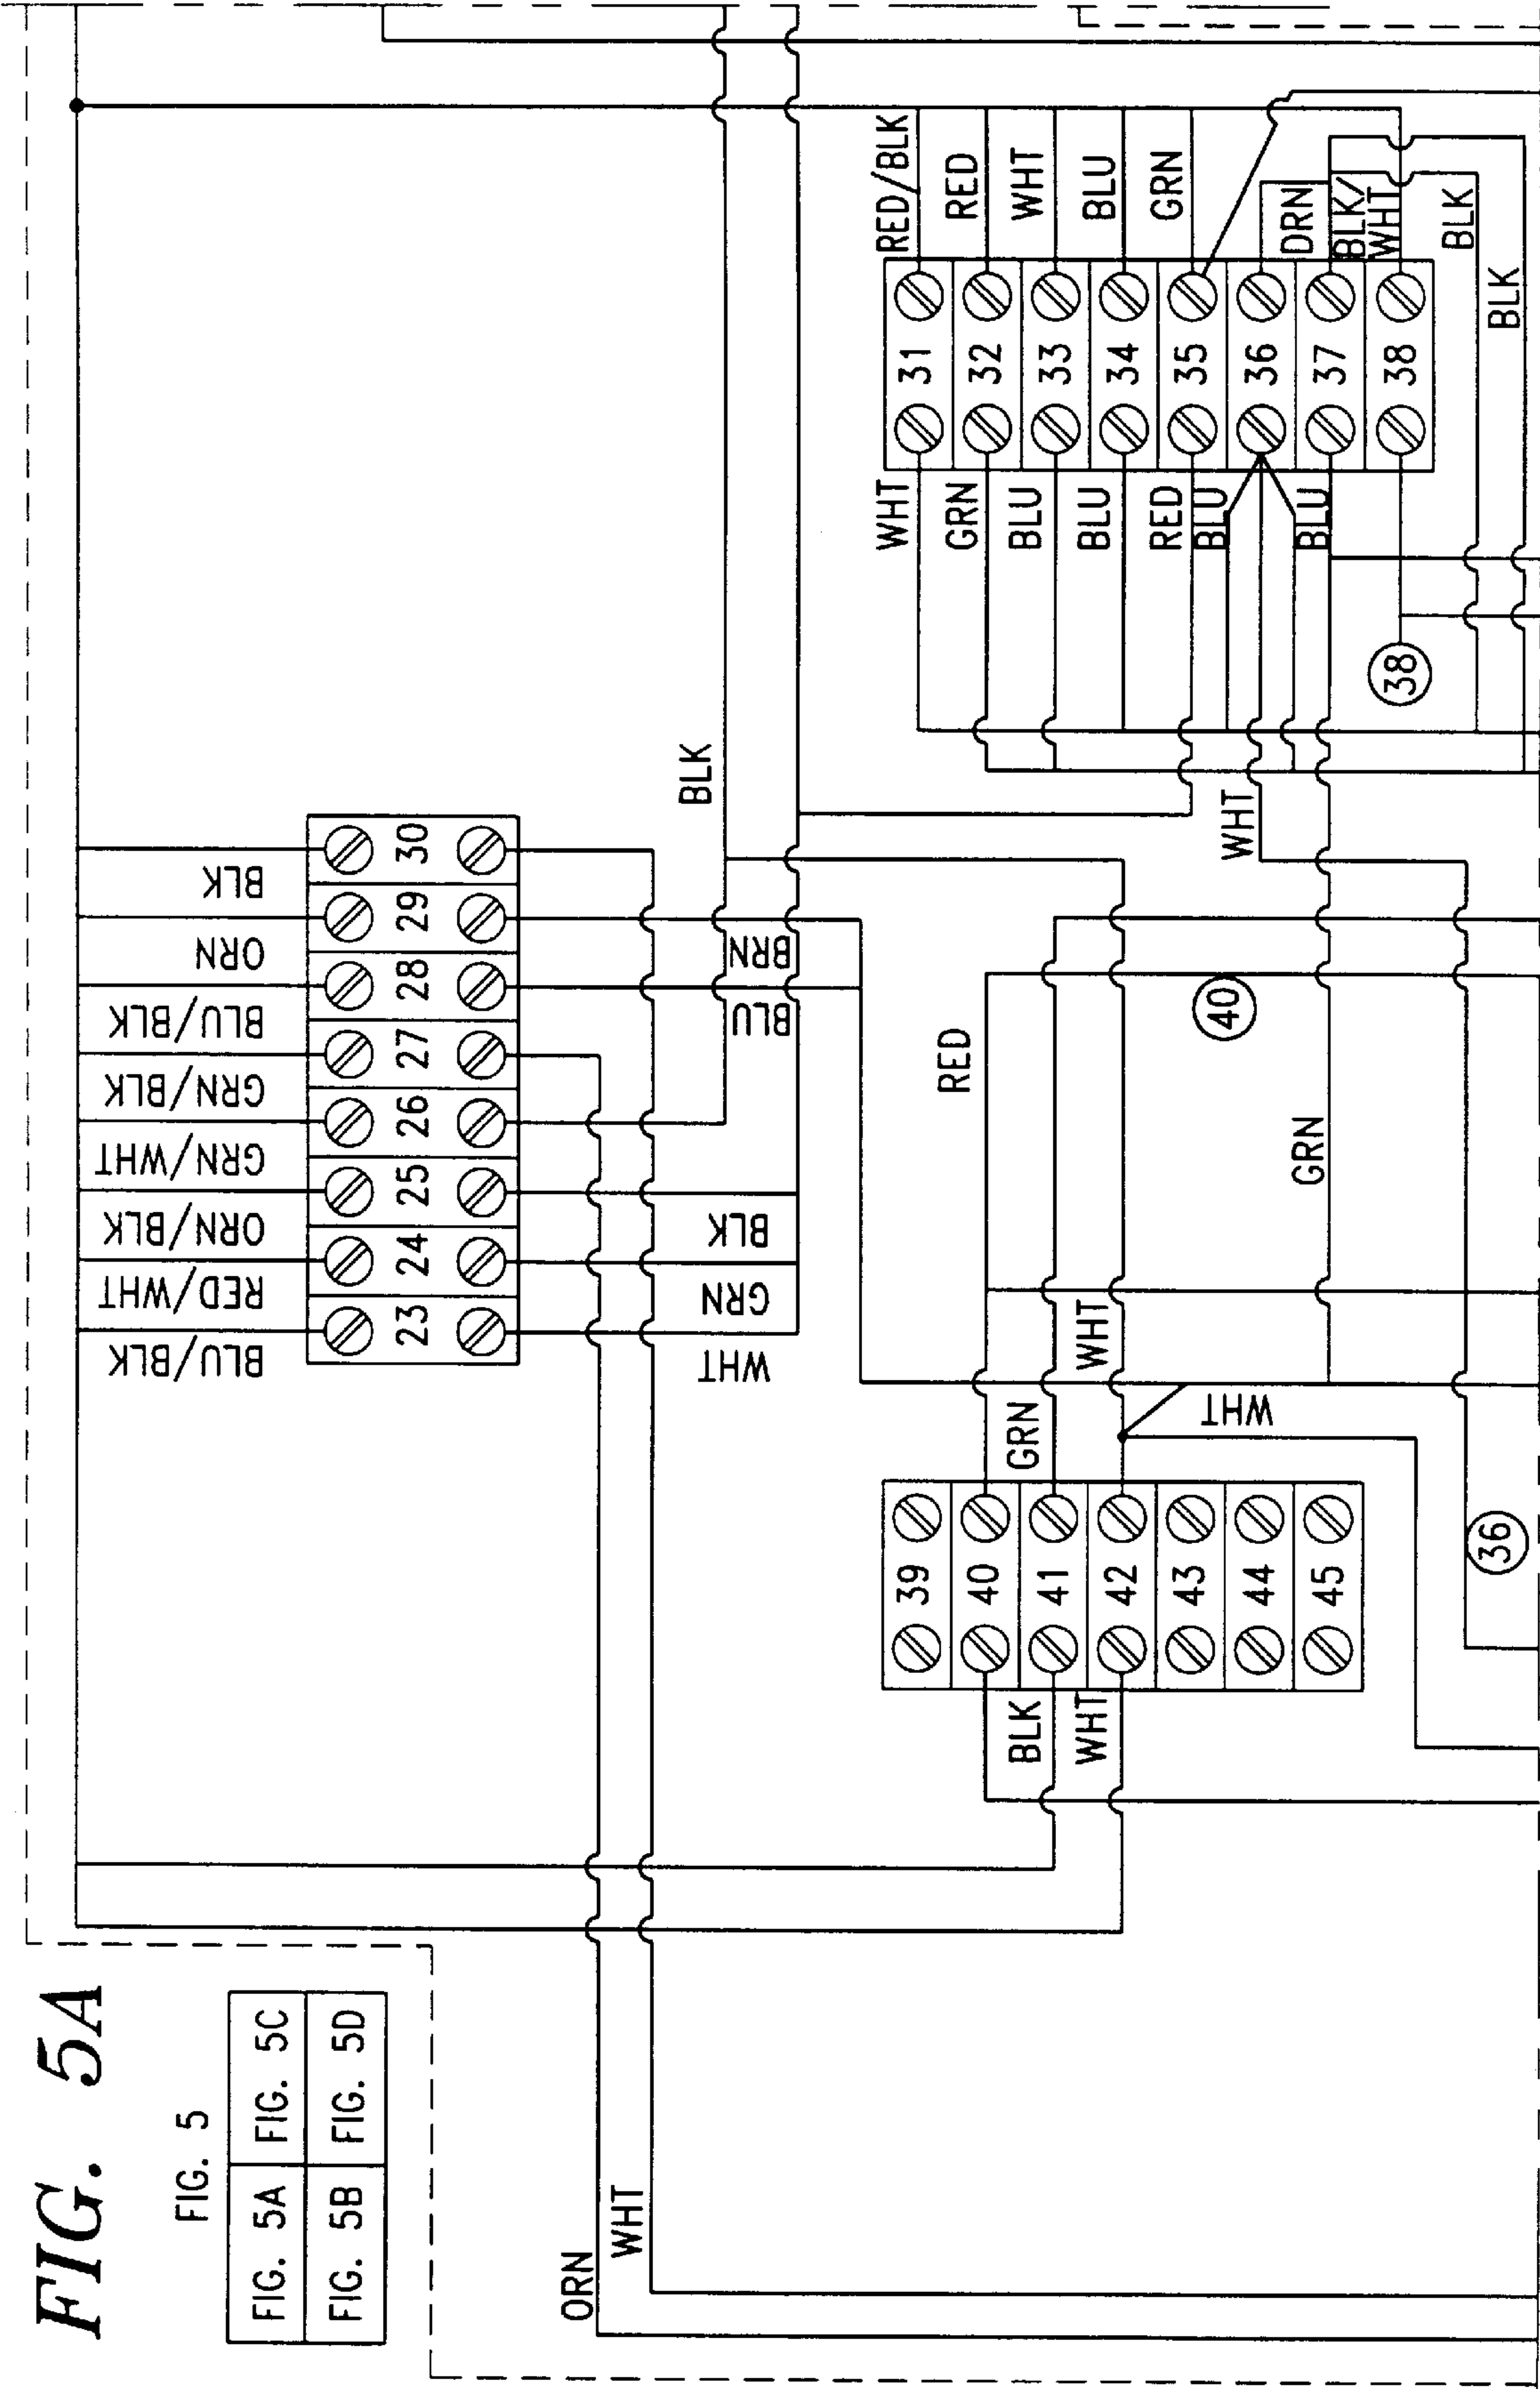 FIG. 5A
FIG. 5
FIG. 5A FIG. 5C
FIG. 5B FIG. 5D
BLU/BLK
RED/WHT
ORN/BLK
GRN/WHT
GRN/BLK
BLU/BLK
ORN
BLK
23 24 25 26 27 28 29 30
WHT
GRN
BLK
BLU
BRN
BLK
ORN
WHT
39
40
41
42
43
44
45
BLK
WHT
GRN
WHT
WHT
RED
40
GRN
36
WHT
WHT
GRN
BLU
BLU
RED
BLU
BLU
38
31
32
33
34
35
36
37
38
RED/BLK
RED
WHT
BLU
GRN
DRN
BLK/
WHT
BLK
BLK